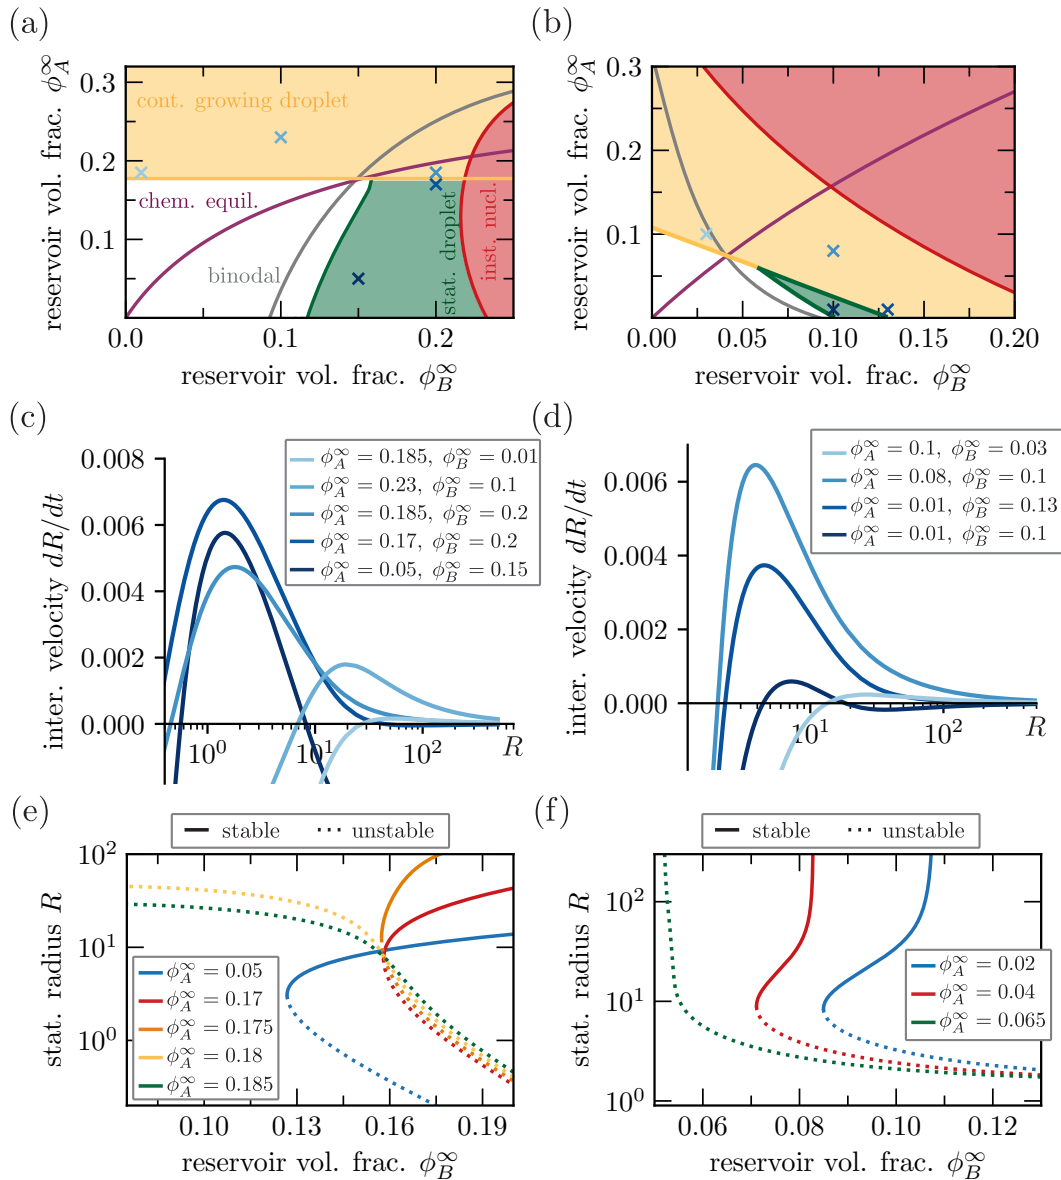 (a)
reservoir vol. frac. ϕ_A^∞
0.3
0.2
0.1
cont. growing droplet
chem. equil.
binodal
stat. droplet
inst. nucl.
0.0 0.1 0.2
reservoir vol. frac. ϕ_B^∞
(b)
reservoir vol. frac. ϕ_A^∞
0.3
0.2
0.1
0.0
0.00 0.05 0.10 0.15 0.20
reservoir vol. frac. ϕ_B^∞
(c)
inter. velocity dR/dt
0.008
0.006
0.004
0.002
0.000
ϕ_A^∞ = 0.185, ϕ_B^∞ = 0.01
ϕ_A^∞ = 0.23, ϕ_B^∞ = 0.1
ϕ_A^∞ = 0.185, ϕ_B^∞ = 0.2
ϕ_A^∞ = 0.17, ϕ_B^∞ = 0.2
ϕ_A^∞ = 0.05, ϕ_B^∞ = 0.15
10^0 10^1 10^2 R
(d)
inter. velocity dR/dt
0.006
0.004
0.002
0.000
ϕ_A^∞ = 0.1, ϕ_B^∞ = 0.03
ϕ_A^∞ = 0.08, ϕ_B^∞ = 0.1
ϕ_A^∞ = 0.01, ϕ_B^∞ = 0.13
ϕ_A^∞ = 0.01, ϕ_B^∞ = 0.1
10^1 10^2 R
(e)
stable unstable
stat. radius R
10^2
10^1
10^0
ϕ_A^∞ = 0.05
ϕ_A^∞ = 0.17
ϕ_A^∞ = 0.175
ϕ_A^∞ = 0.18
ϕ_A^∞ = 0.185
0.10 0.13 0.16 0.19
reservoir vol. frac. ϕ_B^∞
(f)
stable unstable
stat. radius R
10^2
10^1
10^0
ϕ_A^∞ = 0.02
ϕ_A^∞ = 0.04
ϕ_A^∞ = 0.065
0.06 0.08 0.10 0.12
reservoir vol. frac. ϕ_B^∞